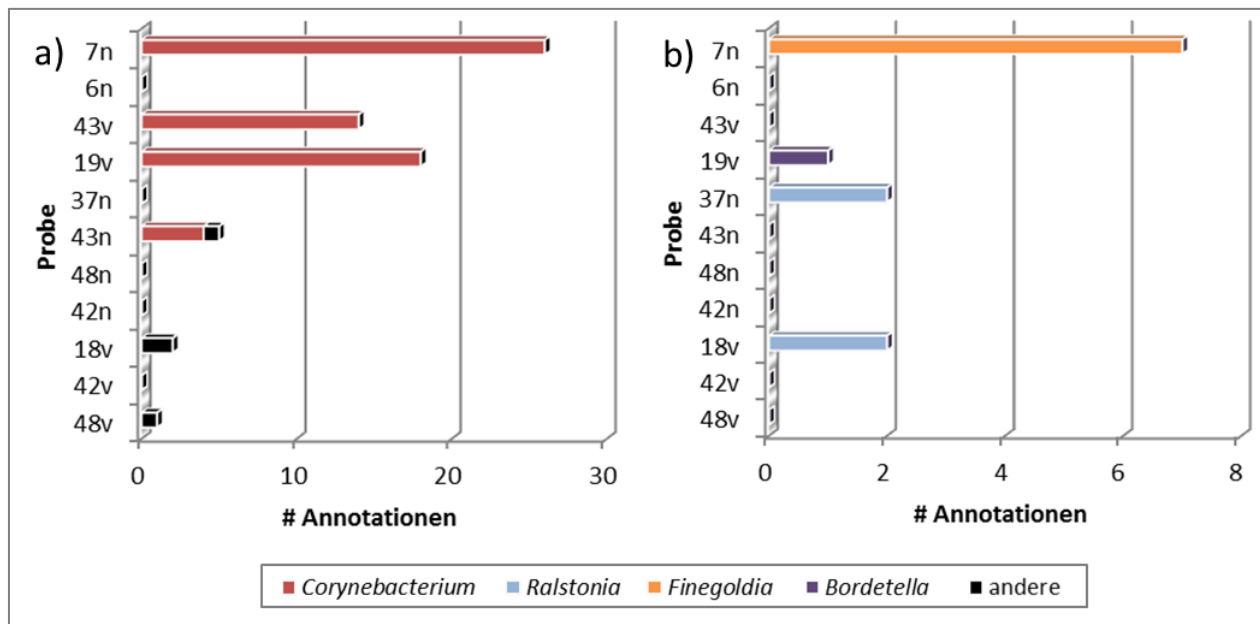 a)
7n
6n
43v
19v
37n
43n
48n
42n
18v
42v
48v
Probe
0 10 20 30
# Annotationen
b)
7n
6n
43v
19v
37n
43n
48n
42n
18v
42v
48v
Probe
0 2 4 6 8
# Annotationen
Corynebacterium Ralstonia Finegoldia Bordetella andere